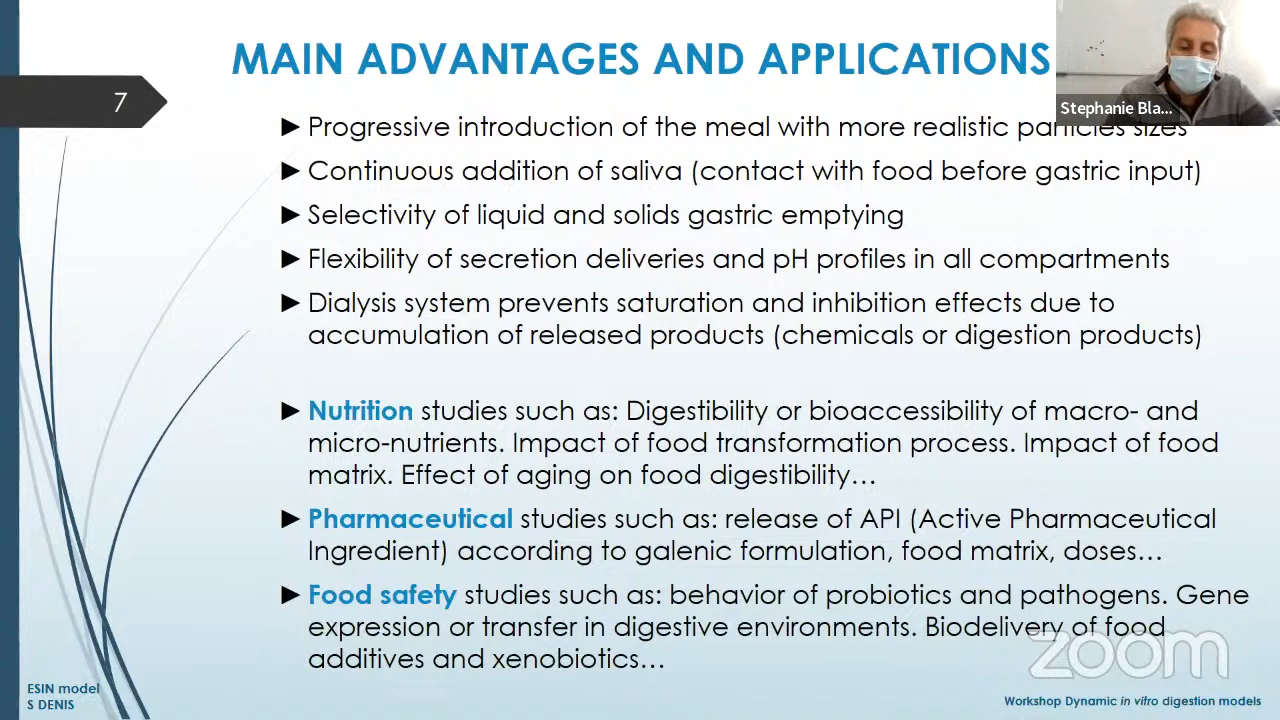 MAIN ADVANTAGES AND APPLICATIONS
Stephanie Bla...
7
►Progressive introduction of the meal with more realistic particles sizes
►Continuous addition of saliva (contact with food before gastric input)
►Selectivity of liquid and solids gastric emptying
►Flexibility of secretion deliveries and pH profiles in all compartments
►Dialysis system prevents saturation and inhibition effects due to
accumulation of released products (chemicals or digestion products)
►Nutrition studies such as: Digestibility or bioaccessibility of macro- and
micro-nutrients. Impact of food transformation process. Impact of food
matrix. Effect of aging on food digestibility…
►Pharmaceutical studies such as: release of API (Active Pharmaceutical
Ingredient) according to galenic formulation, food matrix, doses…
►Food safety studies such as: behavior of probiotics and pathogens. Gene
expression or transfer in digestive environments. Biodelivery of food
additives and xenobiotics…
zoom
ESIN model
S DENIS
Workshop Dynamic in vitro digestion models